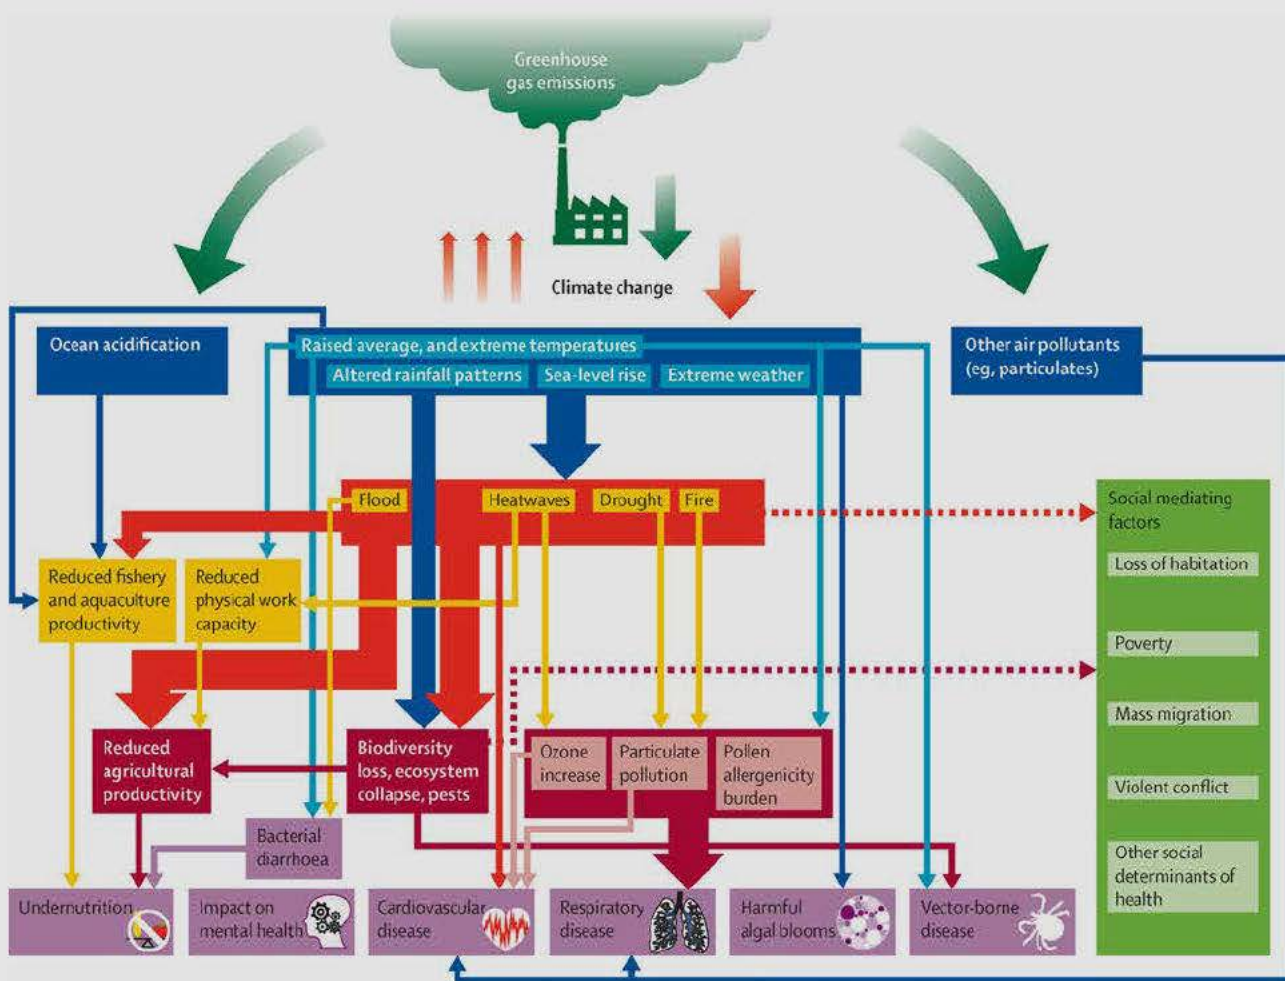 Greenhouse
gas emissions
Climate change
Ocean acidification
Raised average, and extreme temperatures
Altered rainfall patterns
Sea-level rise
Extreme weather
Other air pollutants
(eg, particulates)
Flood
Heatwaves
Drought
Fire
Social mediating
factors
Loss of habitation
Poverty
Mass migration
Violent conflict
Other social
determinants of
health
Reduced fishery
and aquaculture
productivity
Reduced
physical work
capacity
Reduced
agricultural
productivity
Biodiversity
loss, ecosystem
collapse, pests
Ozone
increase
Particulate
pollution
Pollen
allergenicity
burden
Bacterial
diarrhoea
Undernutrition
Impact on
mental health
Cardiovascular
disease
Respiratory
disease
Harmful
algal blooms
Vector-borne
disease